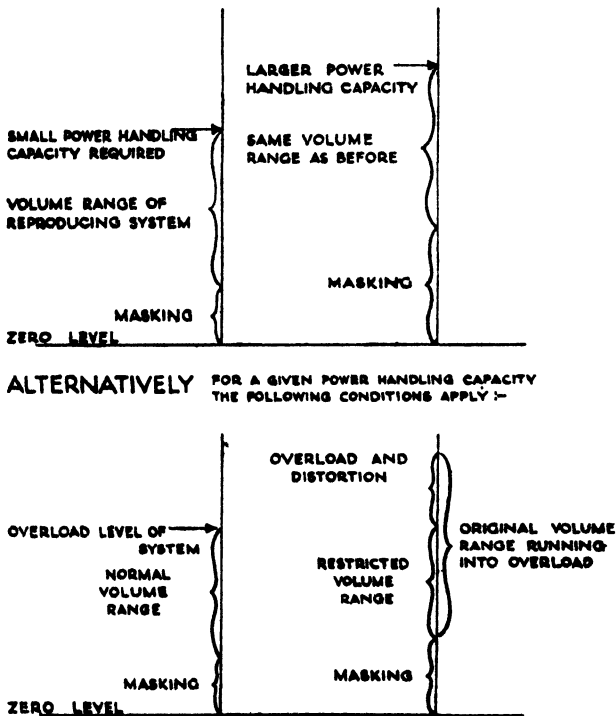 LARGER POWER
HANDLING CAPACITY
SMALL POWER HANDLING
CAPACITY REQUIRED
SAME VOLUME
RANGE AS BEFORE
VOLUME RANGE OF
REPRODUCING SYSTEM
MASKING
MASKING
ZERO LEVEL
ALTERNATIVELY FOR A GIVEN POWER HANDLING CAPACITY
THE FOLLOWING CONDITIONS APPLY :-
OVERLOAD AND
DISTORTION
OVERLOAD LEVEL OF
SYSTEM
ORIGINAL VOLUME
RANGE RUNNING
INTO OVERLOAD
NORMAL
VOLUME
RANGE
RESTRICTED
VOLUME
RANGE
MASKING
MASKING
ZERO LEVEL